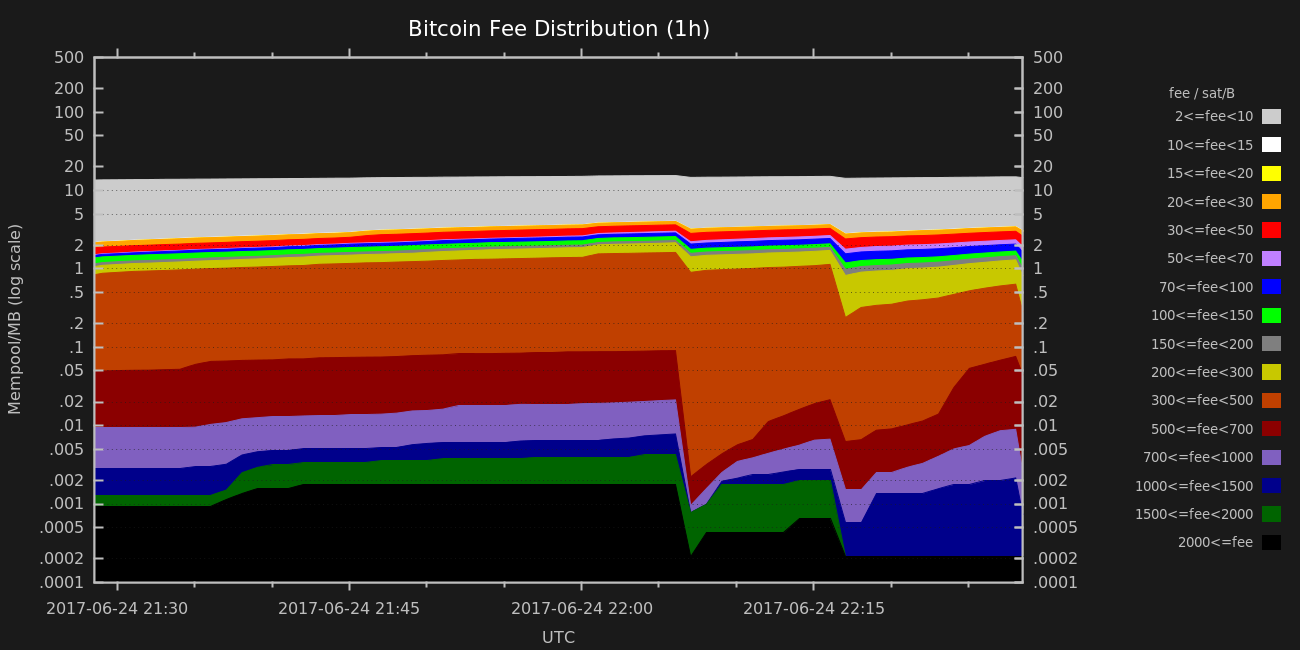 Bitcoin Fee Distribution (1h)
500
200
100
50
20
10
5
2
1
.5
.2
.1
.05
.02
.01
.005
.002
.001
.0005
.0002
.0001
Mempool/MB (log scale)
500
200
100
50
20
10
5
2
1
.5
.2
.1
.05
.02
.01
.005
.002
.001
.0005
.0002
.0001
2017-06-24 21:30 2017-06-24 21:45 2017-06-24 22:00 2017-06-24 22:15
UTC
fee / sat/B
2<=fee<10
10<=fee<15
15<=fee<20
20<=fee<30
30<=fee<50
50<=fee<70
70<=fee<100
100<=fee<150
150<=fee<200
200<=fee<300
300<=fee<500
500<=fee<700
700<=fee<1000
1000<=fee<1500
1500<=fee<2000
2000<=fee